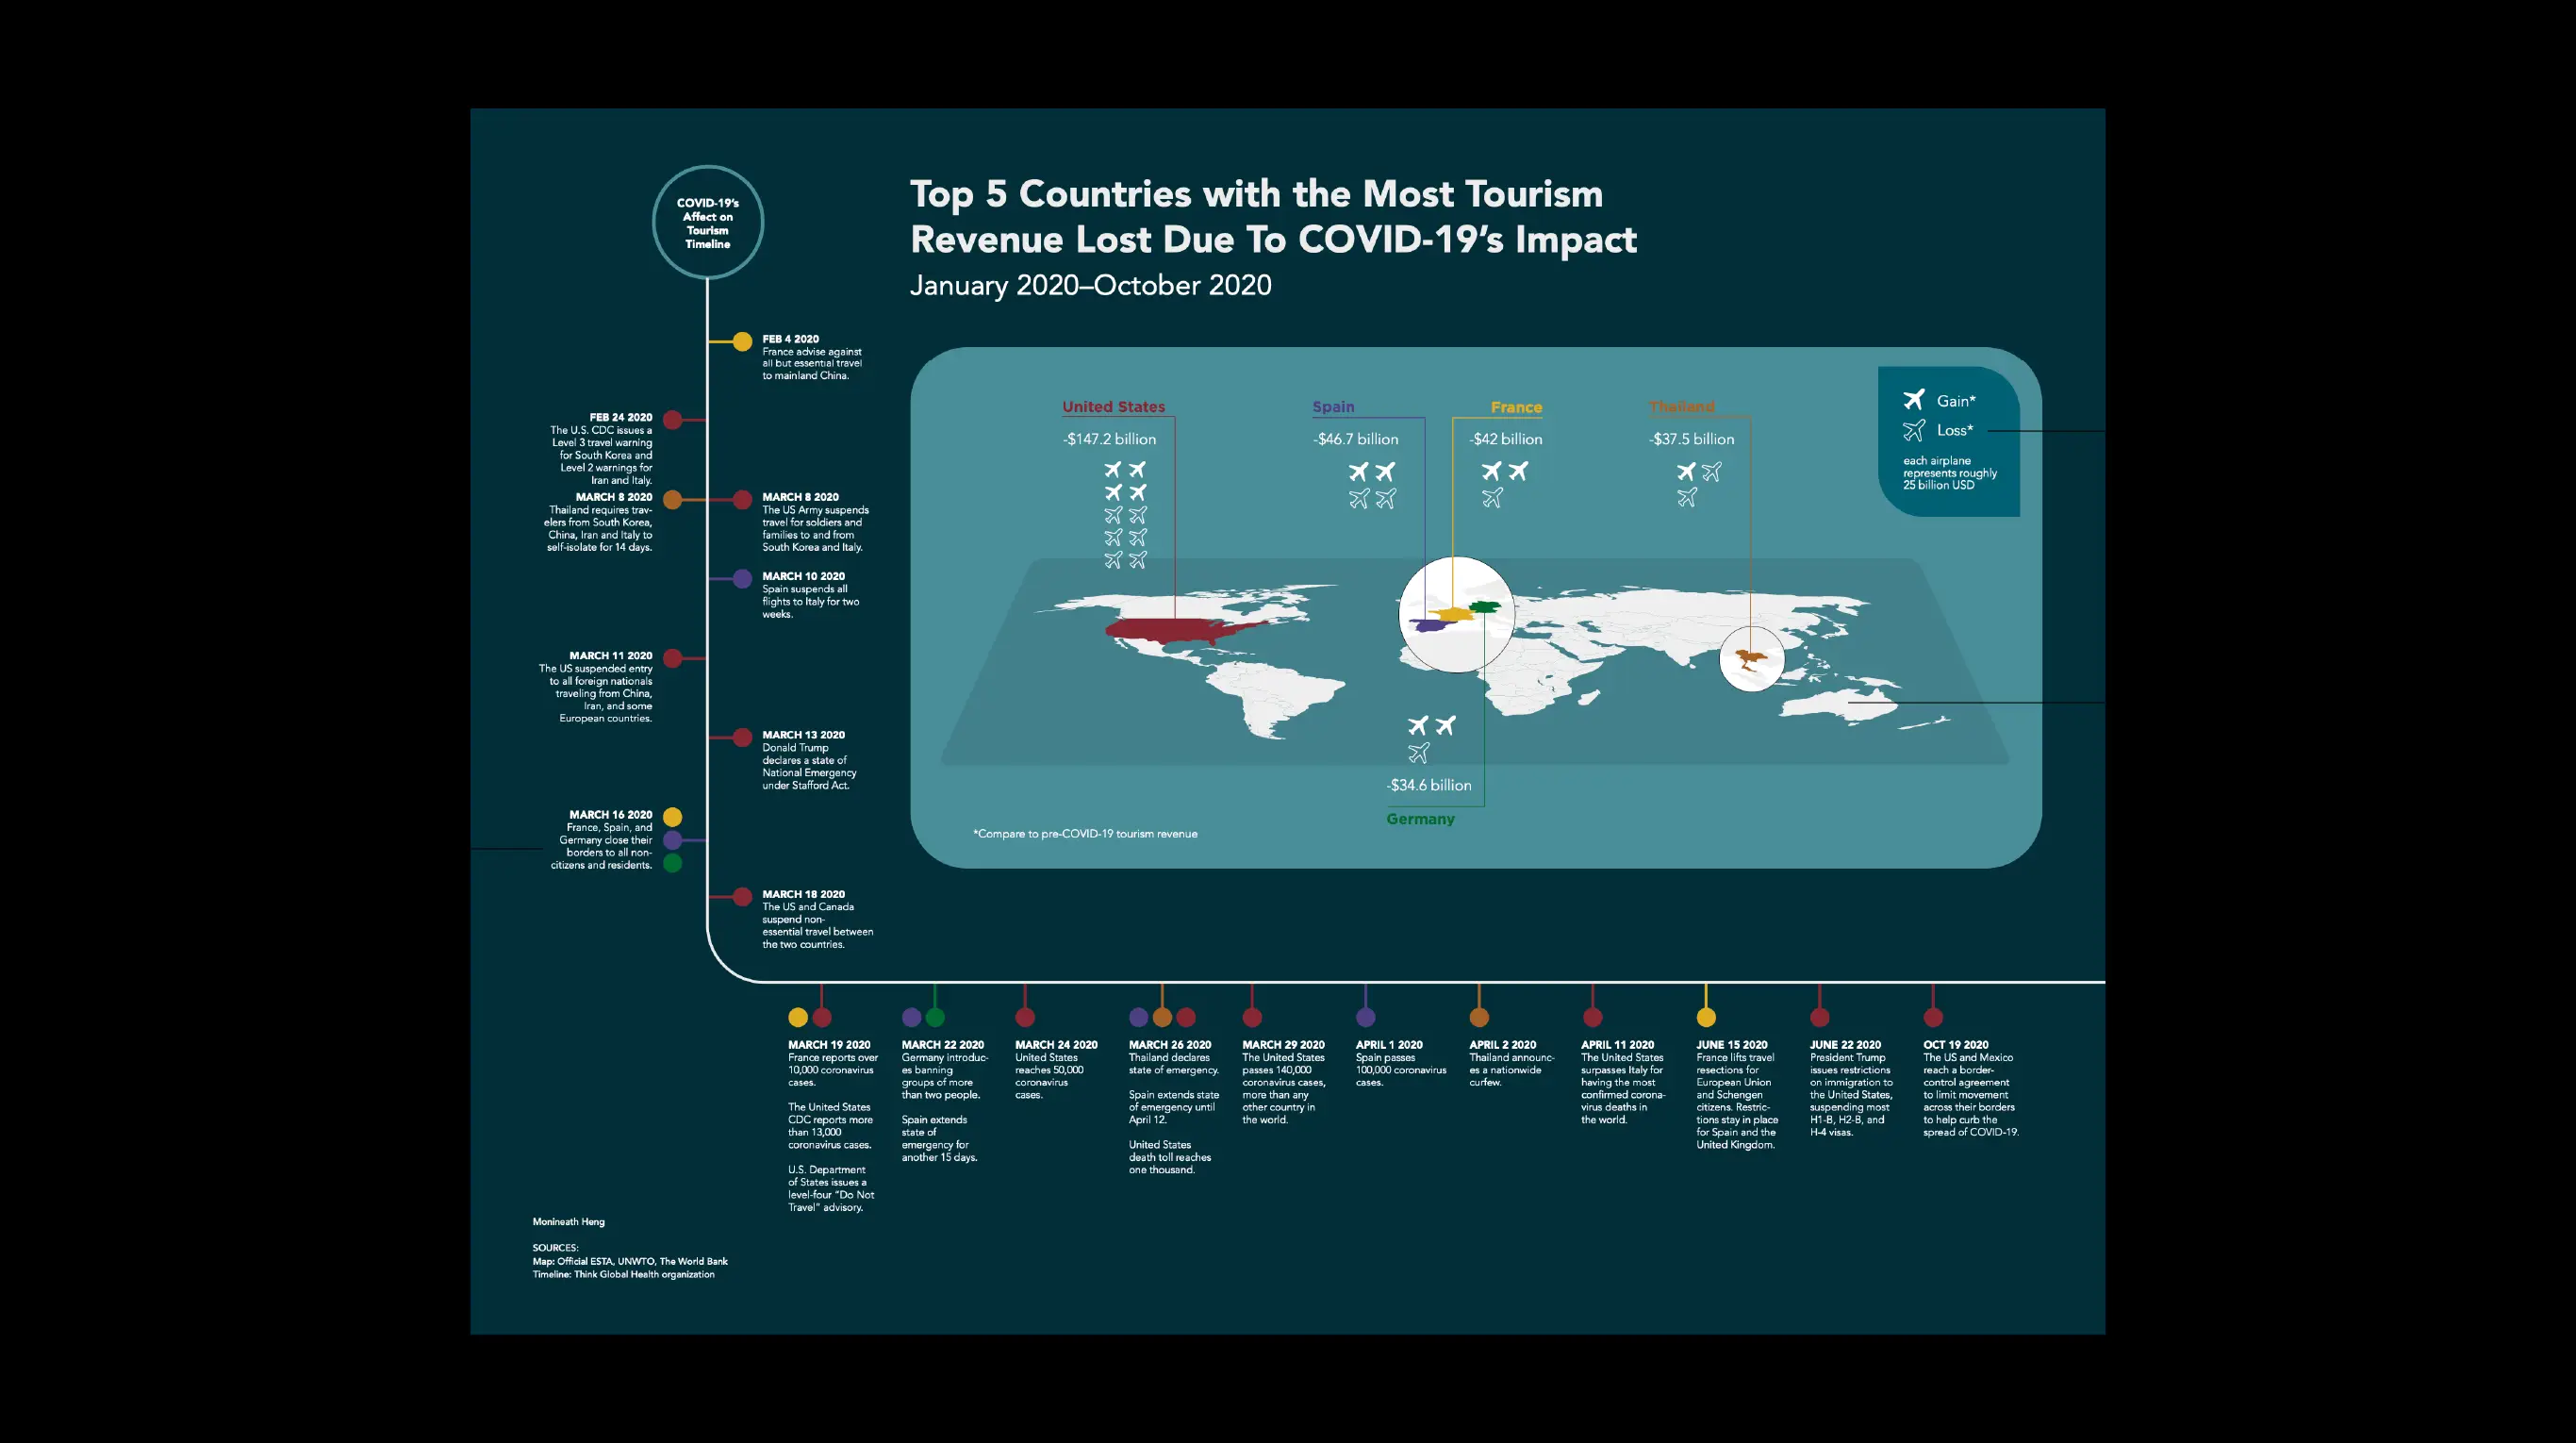 COVID-19's
Affect on
Tourism
Timeline
Top 5 Countries with the Most Tourism
Revenue Lost Due To COVID-19's Impact
January 2020–October 2020
FEB 4 2020
France advise against
all but essential travel
to mainland China.
FEB 24 2020
The U.S. CDC issues a
Level 3 travel warning
for South Korea and
Level 2 warnings for
Iran and Italy.
MARCH 8 2020
Thailand requires trav-
elers from South Korea,
China, Iran and Italy to
self-isolate for 14 days.
MARCH 8 2020
The US Army suspends
travel for soldiers and
families to and from
South Korea and Italy.
MARCH 10 2020
Spain suspends all
flights to Italy for two
weeks.
MARCH 11 2020
The US suspended entry
to all foreign nationals
traveling from China,
Iran, and some
European countries.
MARCH 13 2020
Donald Trump
declares a state of
National Emergency
under Stafford Act.
MARCH 16 2020
France, Spain, and
Germany close their
borders to all non-
citizens and residents.
MARCH 18 2020
The US and Canada
suspend non-
essential travel between
the two countries.
United States
-$147.2 billion
Spain
-$46.7 billion
France
-$42 billion
Thailand
-$37.5 billion
Gain*
Loss*
each airplane
represents roughly
25 billion USD
-$34.6 billion
Germany
*Compare to pre-COVID-19 tourism revenue
MARCH 19 2020
France reports over
10,000 coronavirus
cases.
The United States
CDC reports more
than 13,000
coronavirus cases.
U.S. Department
of States issues a
level-four "Do Not
Travel" advisory.
MARCH 22 2020
Germany introduc-
es banning
groups of more
than two people.
Spain extends
state of
emergency for
another 15 days.
MARCH 24 2020
United States
reaches 50,000
coronavirus
cases.
MARCH 26 2020
Thailand declares
state of emergency.
Spain extends state
of emergency until
April 12.
United States
death toll reaches
one thousand.
MARCH 29 2020
The United States
passes 140,000
coronavirus cases,
more than any
other country in
the world.
APRIL 1 2020
Spain passes
100,000 coronavirus
cases.
APRIL 2 2020
Thailand announc-
es a nationwide
curfew.
APRIL 11 2020
The United States
surpasses Italy for
having the most
confirmed corona-
virus deaths in
the world.
JUNE 15 2020
France lifts travel
resections for
European Union
and Schengen
citizens. Restric-
tions stay in place
for Spain and the
United Kingdom.
JUNE 22 2020
President Trump
issues restrictions
on immigration to
the United States,
suspending most
H1-B, H2-B, and
H-4 visas.
OCT 19 2020
The US and Mexico
reach a border-
control agreement
to limit movement
across their borders
to help curb the
spread of COVID-19.
Monineath Heng
SOURCES:
Map: Official ESTA, UNWTO, The World Bank
Timeline: Think Global Health organization